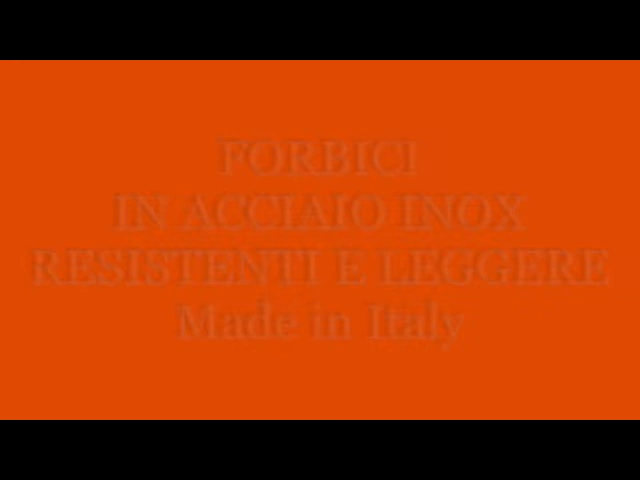 FORBICI
IN ACCIAIO INOX
RESISTENTI E LEGGERE
Made in Italy